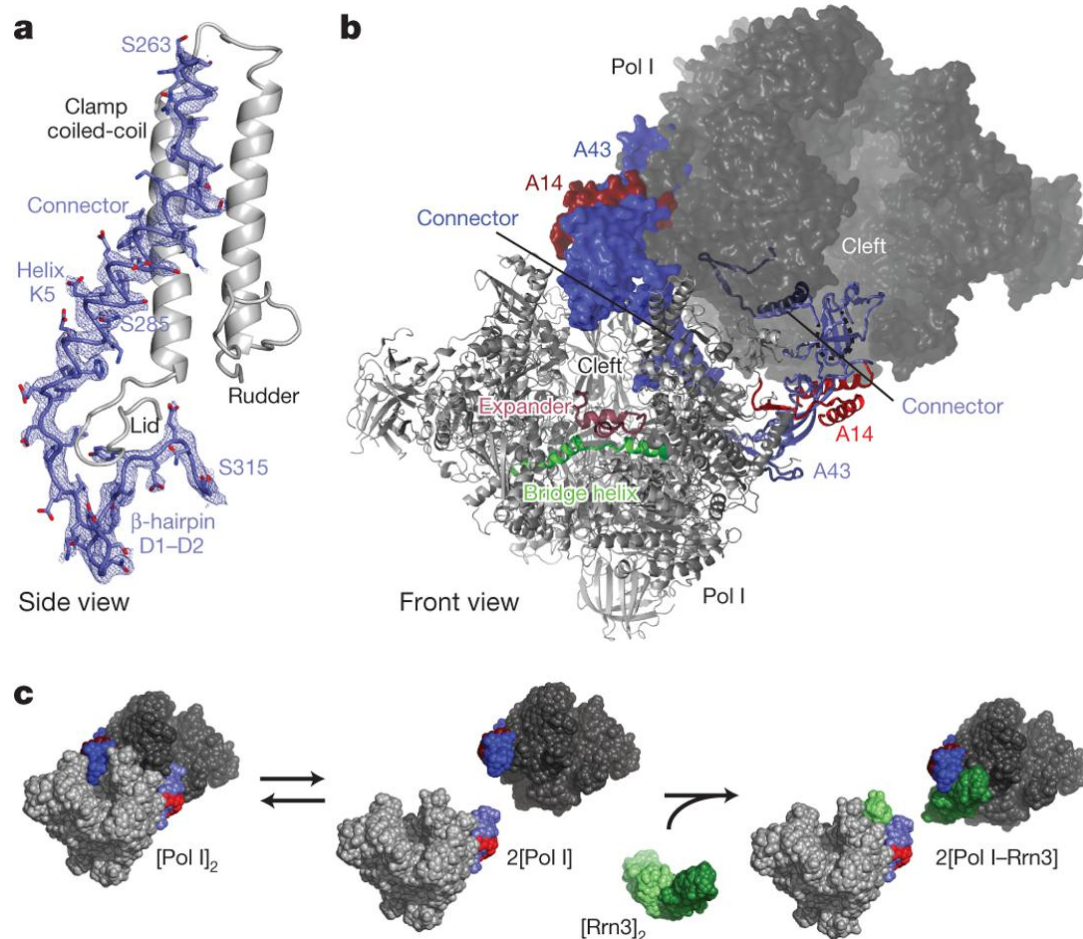 a
S263
Clamp
coiled-coil
Connector
Helix
K5
S285
Rudder
Lid
S315
β-hairpin
D1–D2
Side view
b
Pol I
A43
A14
Connector
Cleft
Cleft
Expander
Connector
A14
A43
Bridge helix
Front view
Pol I
c
[Pol I]2
2[Pol I]
[Rrn3]2
2[Pol I–Rrn3]